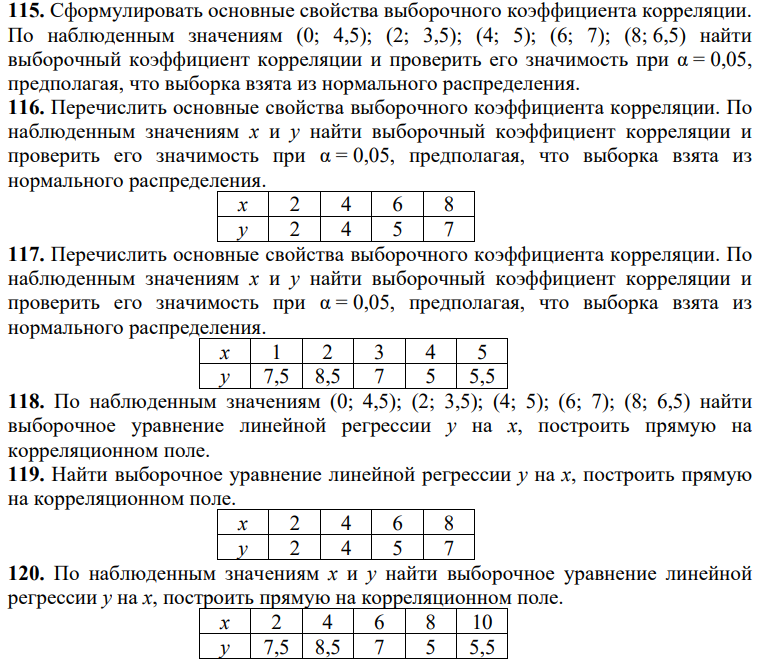 115. Сформулировать основные свойства выборочного коэффициента корреляции.
По наблюденным значениям (0; 4,5); (2; 3,5); (4; 5); (6; 7); (8; 6,5) найти
выборочный коэффициент корреляции и проверить его значимость при α = 0,05,
предполагая, что выборка взята из нормального распределения.
116. Перечислить основные свойства выборочного коэффициента корреляции. По
наблюденным значениям x и y найти выборочный коэффициент корреляции и
проверить его значимость при α = 0,05, предполагая, что выборка взята из
нормального распределения.
x 2 4 6 8
y 2 4 5 7
117. Перечислить основные свойства выборочного коэффициента корреляции. По
наблюденным значениям x и y найти выборочный коэффициент корреляции и
проверить его значимость при α = 0,05, предполагая, что выборка взята из
нормального распределения.
x 1 2 3 4 5
y 7,5 8,5 7 5 5,5
118. По наблюденным значениям (0; 4,5); (2; 3,5); (4; 5); (6; 7); (8; 6,5) найти
выборочное уравнение линейной регрессии y на x, построить прямую на
корреляционном поле.
119. Найти выборочное уравнение линейной регрессии y на x, построить прямую
на корреляционном поле.
x 2 4 6 8
y 2 4 5 7
120. По наблюденным значениям x и y найти выборочное уравнение линейной
регрессии y на x, построить прямую на корреляционном поле.
x 2 4 6 8 10
y 7,5 8,5 7 5 5,5